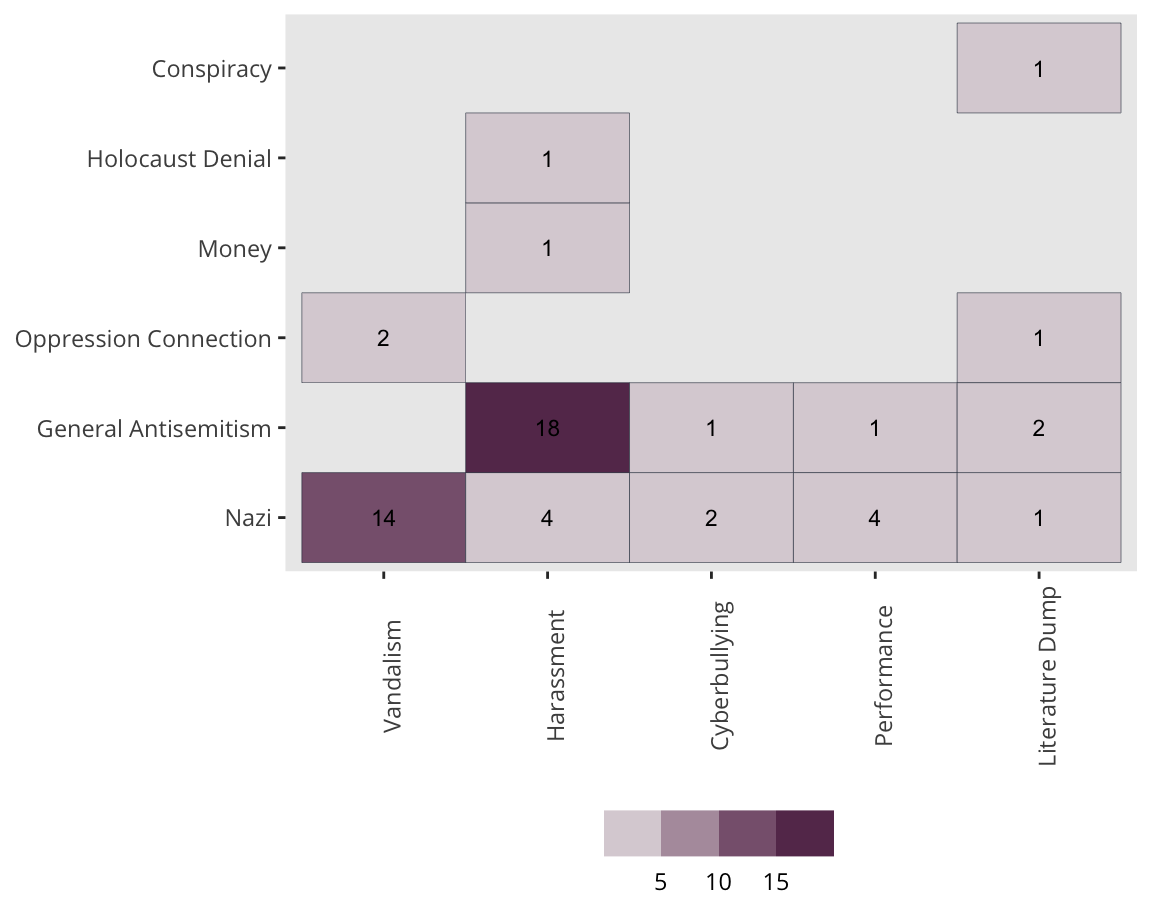 Conspiracy 1
Holocaust Denial 1
Money 1
Oppression Connection 2 1
General Antisemitism 18 1 1 2
Nazi 14 4 2 4 1
Vandalism
Harassment
Cyberbullying
Performance
Literature Dump
5 10 15